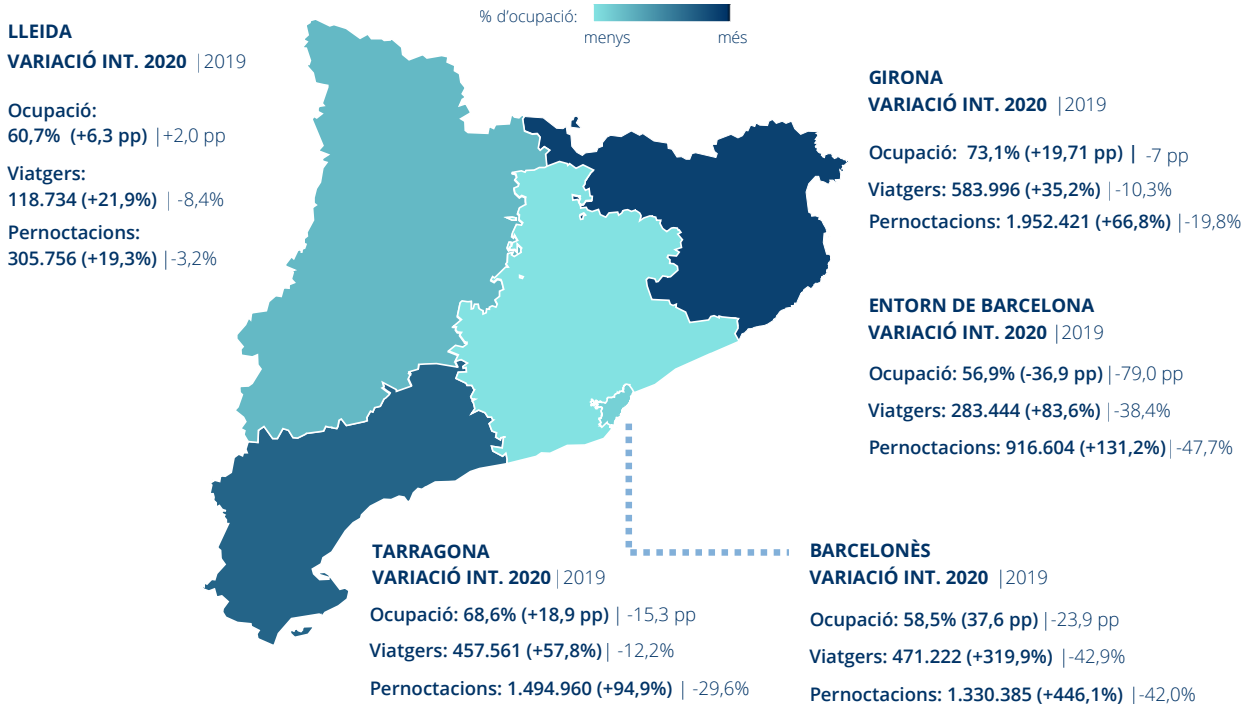 % d'ocupació:
menys més
LLEIDA
VARIACIÓ INT. 2020 |2019
Ocupació:
60,7% (+6,3 pp) |+2,0 pp
Viatgers:
118.734 (+21,9%) | -8,4%
Pernoctacions:
305.756 (+19,3%) |-3,2%
GIRONA
VARIACIÓ INT. 2020 |2019
Ocupació: 73,1% (+19,71 pp) | -7 pp
Viatgers: 583.996 (+35,2%) |-10,3%
Pernoctacions: 1.952.421 (+66,8%) |-19,8%
ENTORN DE BARCELONA
VARIACIÓ INT. 2020 |2019
Ocupació: 56,9% (-36,9 pp) |-79,0 pp
Viatgers: 283.444 (+83,6%) |-38,4%
Pernoctacions: 916.604 (+131,2%) |-47,7%
TARRAGONA
VARIACIÓ INT. 2020 |2019
Ocupació: 68,6% (+18,9 pp) | -15,3 pp
Viatgers: 457.561 (+57,8%) | -12,2%
Pernoctacions: 1.494.960 (+94,9%) | -29,6%
BARCELONÈS
VARIACIÓ INT. 2020 |2019
Ocupació: 58,5% (37,6 pp) |-23,9 pp
Viatgers: 471.222 (+319,9%) |-42,9%
Pernoctacions: 1.330.385 (+446,1%) |-42,0%